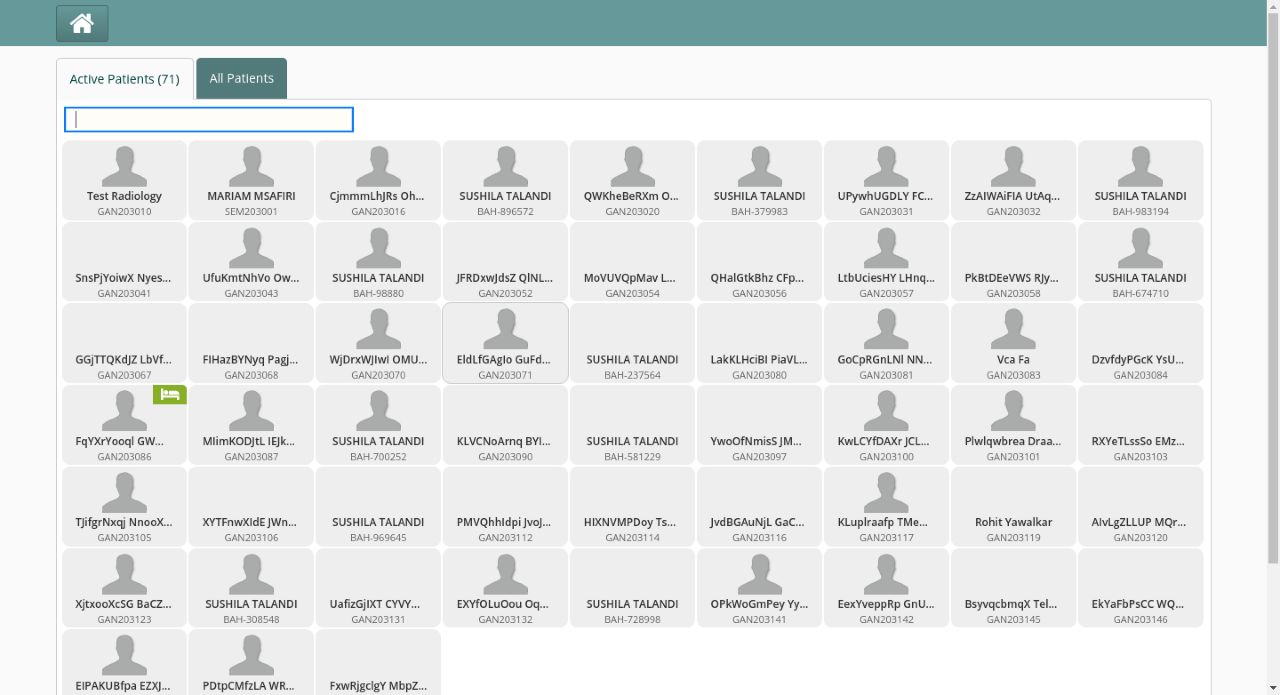 Active Patients (71)
All Patients
Test Radiology
GAN203010
MARIAM MSAFIRI
SEM203001
CjmmmLhJRs Oh...
GAN203016
SUSHILA TALANDI
BAH-896572
QWKheBeRXm O...
GAN203020
SUSHILA TALANDI
BAH-379983
UPywhUGDLY FC...
GAN203031
ZzAIWAiFIA UtAq...
GAN203032
SUSHILA TALANDI
BAH-983194
SnsPjYoiwX Nyes...
GAN203041
UfuKmtNhVo Ow...
GAN203043
SUSHILA TALANDI
BAH-98880
JFRDxwJdsZ QlNL...
GAN203052
MoVUVQpMav L...
GAN203054
QHalGtkBhz CFp...
GAN203056
LtbUciesHY LHnq...
GAN203057
PkBtDEeVWS RJy...
GAN203058
SUSHILA TALANDI
BAH-674710
GGjTTQKdJZ LbVf...
GAN203067
FIHazBYNyq Pagj...
GAN203068
WjDrxWJIwI OMU...
GAN203070
EldLfGAgIo GuFd...
GAN203071
SUSHILA TALANDI
BAH-237564
LakKLHciBI PiaVL...
GAN203080
GoCpRGnLNl NN...
GAN203081
Vca Fa
GAN203083
DzvfdyPGcK YsU...
GAN203084
FqYXrYooql GW...
GAN203086
MIimKODJtL IEJk...
GAN203087
SUSHILA TALANDI
BAH-700252
KLVCNoArnq BYI...
GAN203090
SUSHILA TALANDI
BAH-581229
YwoOfNmisS JM...
GAN203097
KwLCYfDAXr JCL...
GAN203100
Plwlqwbrea Draa...
GAN203101
RXYeTLssSo EMz...
GAN203103
TJifgrNxqj NnooX...
GAN203105
XYTFnwXIdE JWn...
GAN203106
SUSHILA TALANDI
BAH-969645
PMVQhhIdpi JvoJ...
GAN203112
HIXNVMPDoy Ts...
GAN203114
JvdBGAuNjL GaC...
GAN203116
KLuplraafp TMe...
GAN203117
Rohit Yawalkar
GAN203119
AIvLgZLLUP MQr...
GAN203120
XjtxooXcSG BaCZ...
GAN203123
SUSHILA TALANDI
BAH-308548
UafizGjIXT CYVY...
GAN203131
EXYfOLuOou Oq...
GAN203132
SUSHILA TALANDI
BAH-728998
OPkWoGmPey Yy...
GAN203141
EexYveppRp GnU...
GAN203142
BsyvqcbmqX Tel...
GAN203145
EkYaFbPsCC WQ...
GAN203146
EIPAKUBfpa EZXJ...
PDtpCMfzLA WR...
FxwRjgclgY MbpZ...